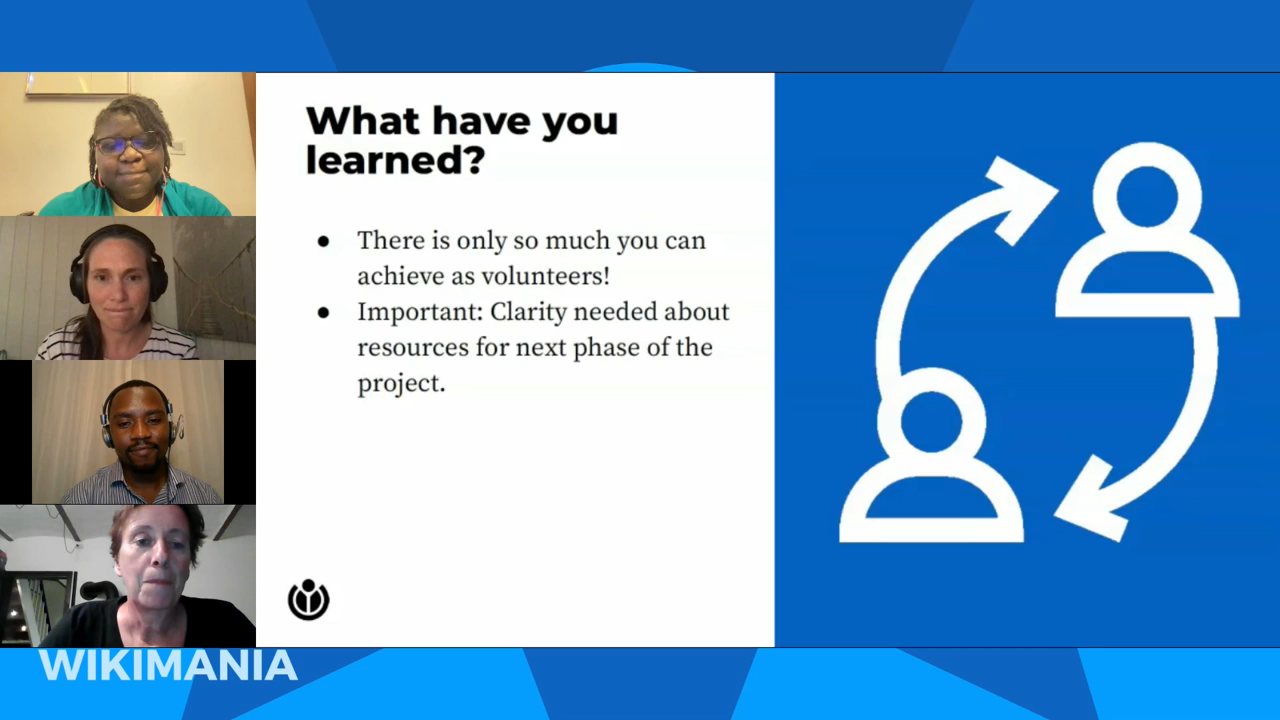 What have you
learned?
● There is only so much you can
achieve as volunteers!
● Important: Clarity needed about
resources for next phase of the
project.
WIKIMANIA